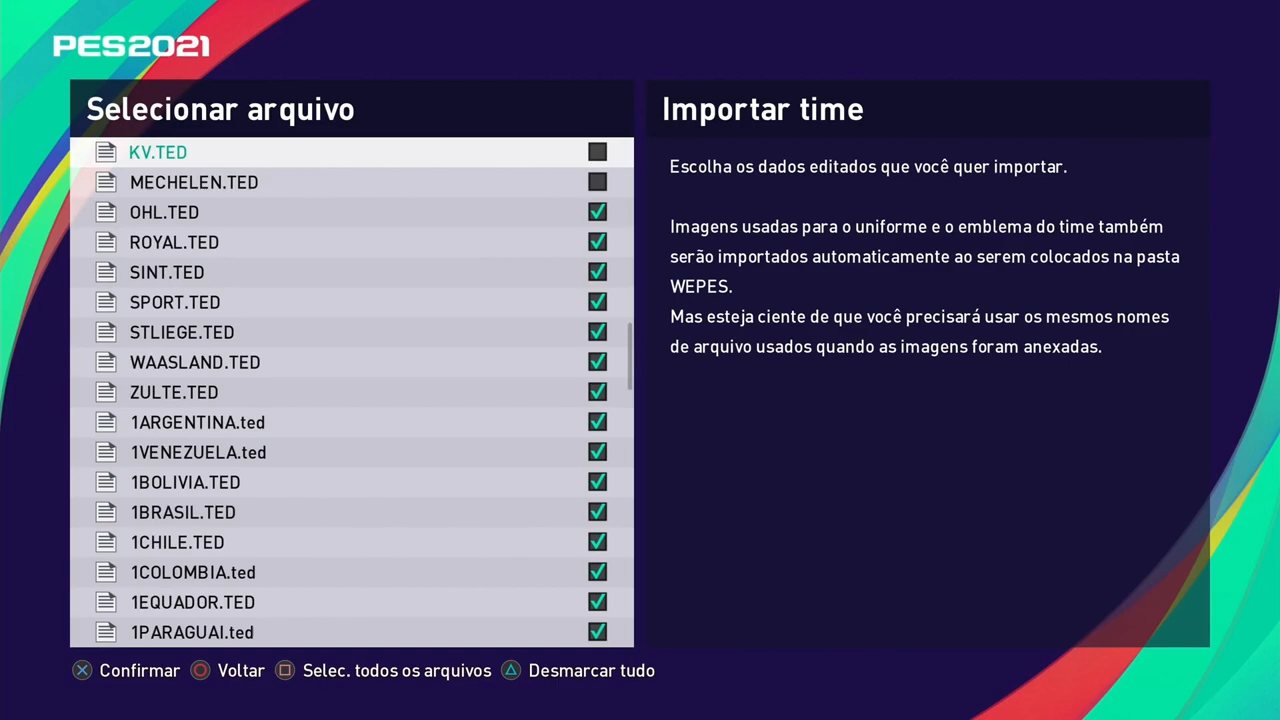 PES2021
Selecionar arquivo
KV.TED
MECHELEN.TED
OHL.TED
ROYAL.TED
SINT.TED
SPORT.TED
STLIEGE.TED
WAASLAND.TED
ZULTE.TED
1ARGENTINA.ted
1VENEZUELA.ted
1BOLIVIA.TED
1BRASIL.TED
1CHILE.TED
1COLOMBIA.ted
1EQUADOR.TED
1PARAGUAI.ted
Importar time
Escolha os dados editados que você quer importar.
Imagens usadas para o uniforme e o emblema do time também
serão importados automaticamente ao serem colocados na pasta
WEPES.
Mas esteja ciente de que você precisará usar os mesmos nomes
de arquivo usados quando as imagens foram anexadas.
Confirmar Voltar Selec. todos os arquivos Desmarcar tudo